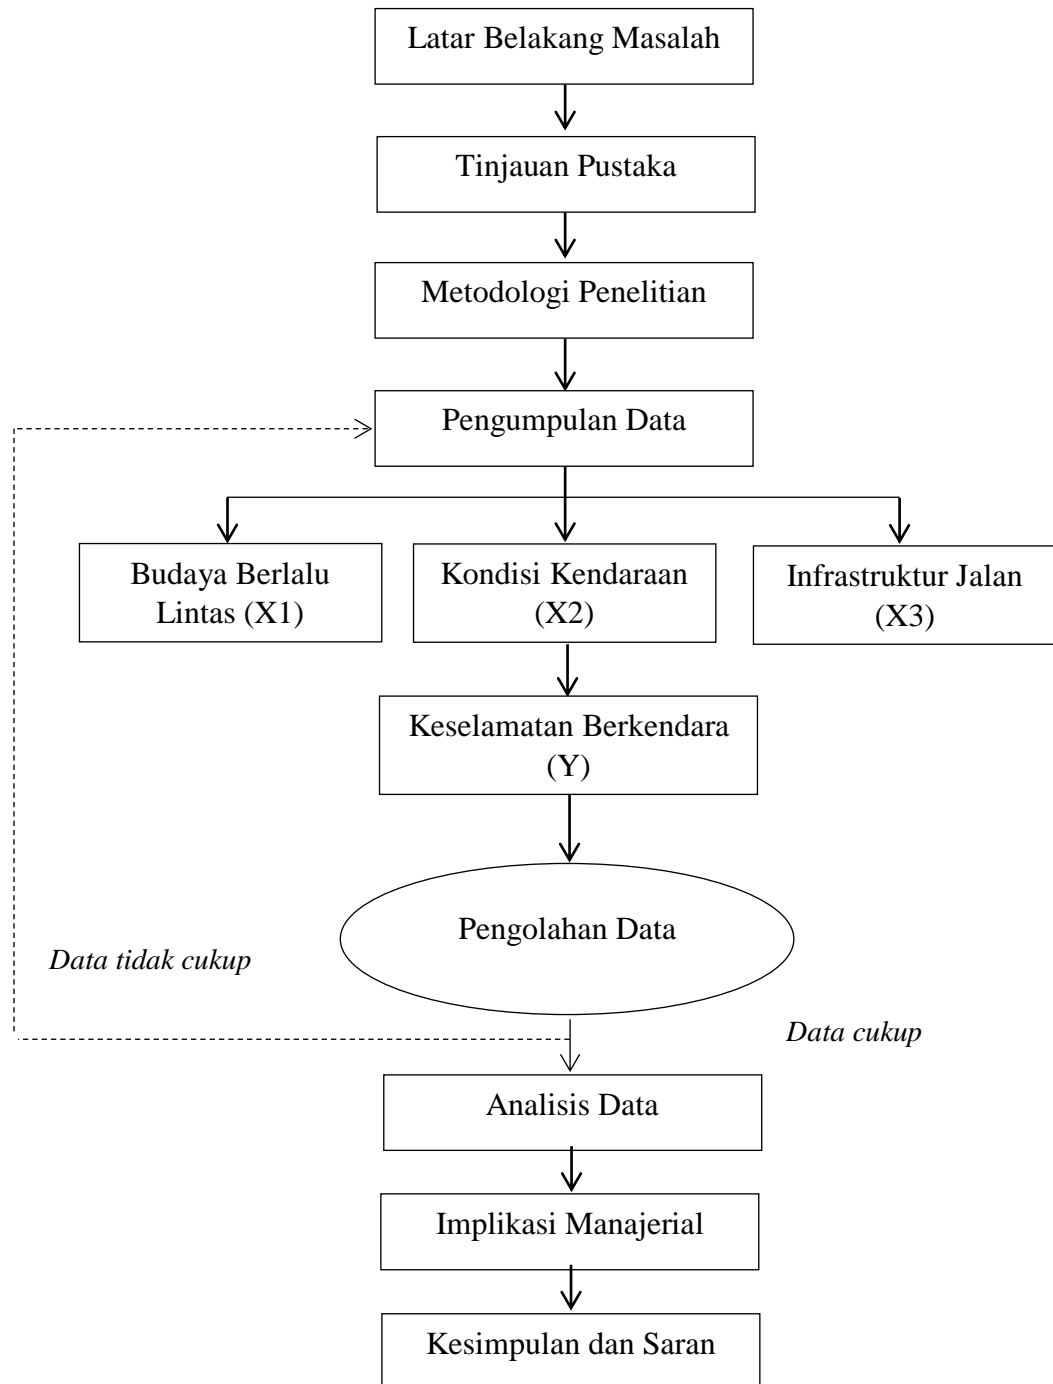 Latar Belakang Masalah
Tinjauan Pustaka
Metodologi Penelitian
Pengumpulan Data
Budaya Berlalu
Lintas (X1)
Kondisi Kendaraan
(X2)
Infrastruktur Jalan
(X3)
Keselamatan Berkendara
(Y)
Pengolahan Data
Data tidak cukup
Data cukup
Analisis Data
Implikasi Manajerial
Kesimpulan dan Saran